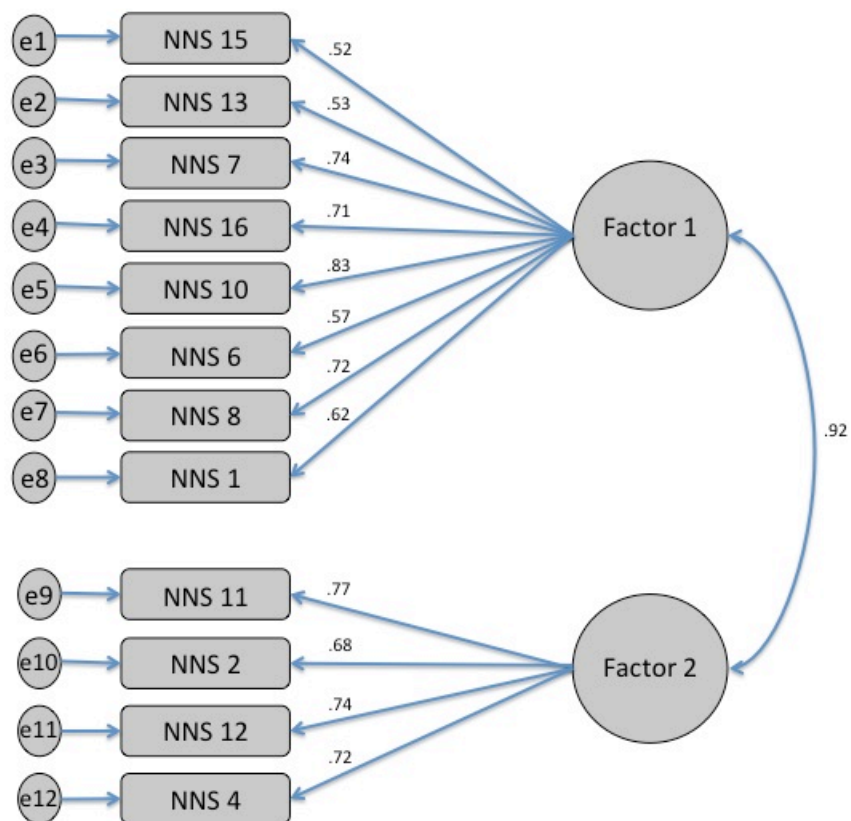 e1
NNS 15
.52
e2
NNS 13
.53
e3
NNS 7
.74
e4
NNS 16
.71
Factor 1
e5
NNS 10
.83
e6
NNS 6
.57
e7
NNS 8
.72
e8
NNS 1
.62
.92
e9
NNS 11
.77
e10
NNS 2
.68
Factor 2
e11
NNS 12
.74
e12
NNS 4
.72